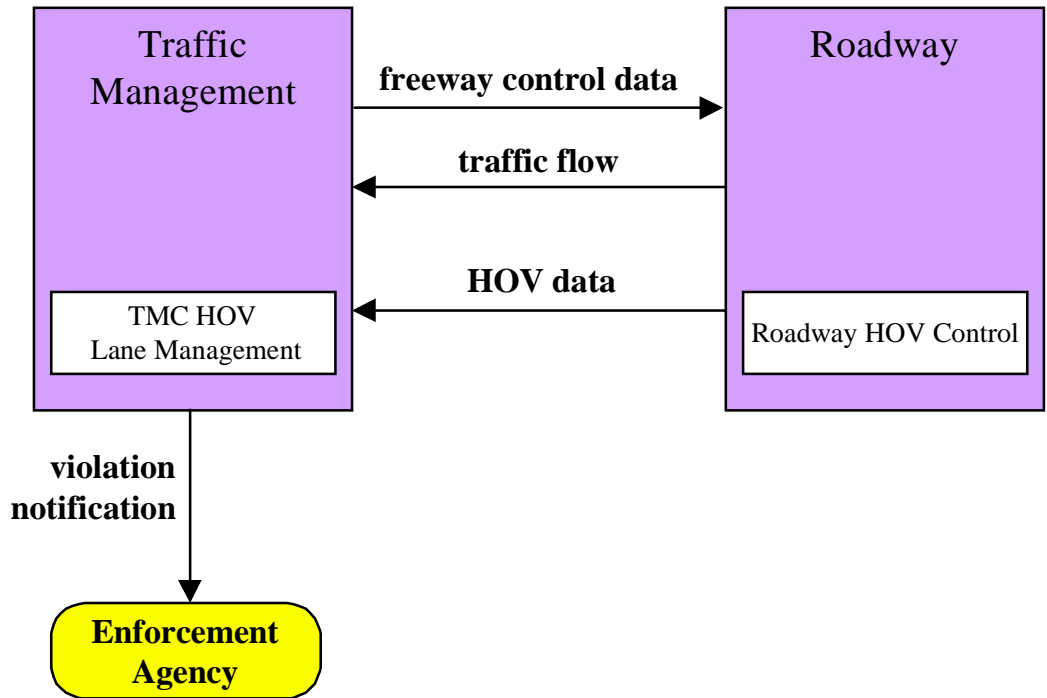 Traffic
Management
Roadway
freeway control data
traffic flow
HOV data
TMC HOV
Lane Management
Roadway HOV Control
violation
notification
Enforcement
Agency